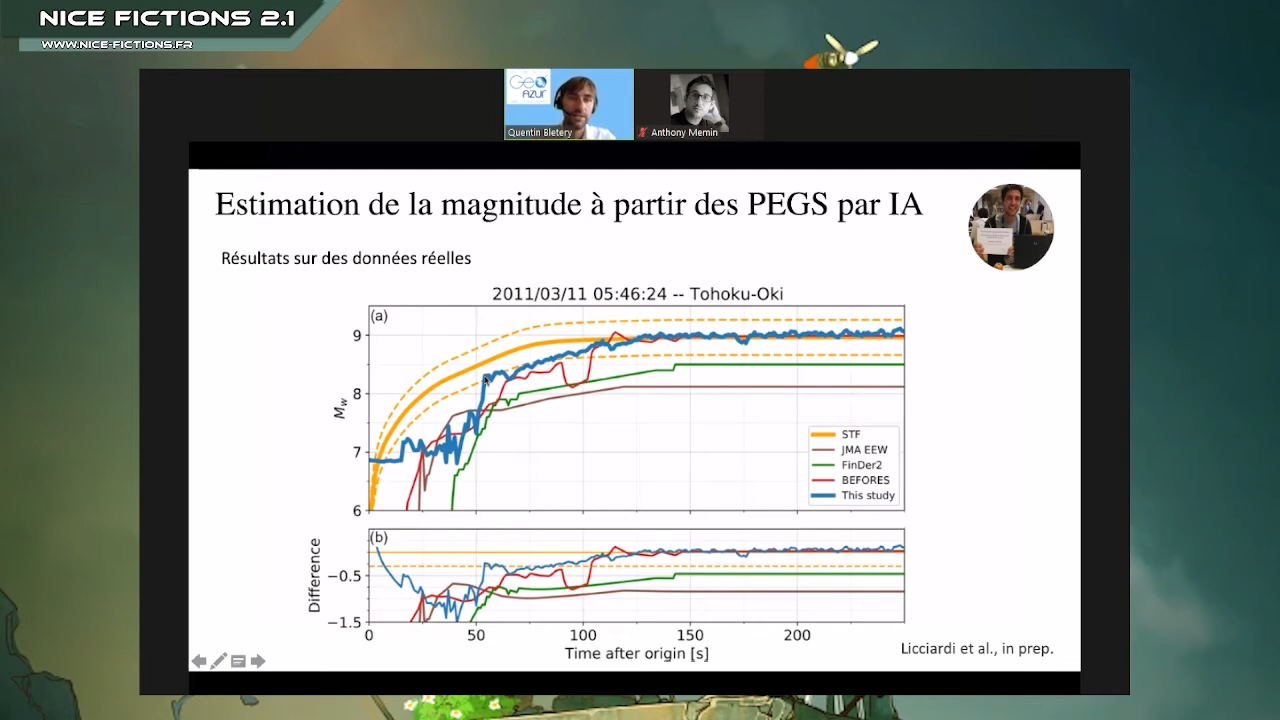 NICE FICTIONS 2.1
WWW.NICE-FICTIONS.FR
Geo
AZUR
Quentin Bletery
Anthony Memin
Estimation de la magnitude à partir des PEGS par IA
Résultats sur des données réelles
2011/03/11 05:46:24 -- Tohoku-Oki
(a)
9
8
7
6
Mw
STF
JMA EEW
FinDer2
BEFORES
This study
(b)
Difference
−0.5
−1.5
0 50 100 150 200
Time after origin [s]
Licciardi et al., in prep.